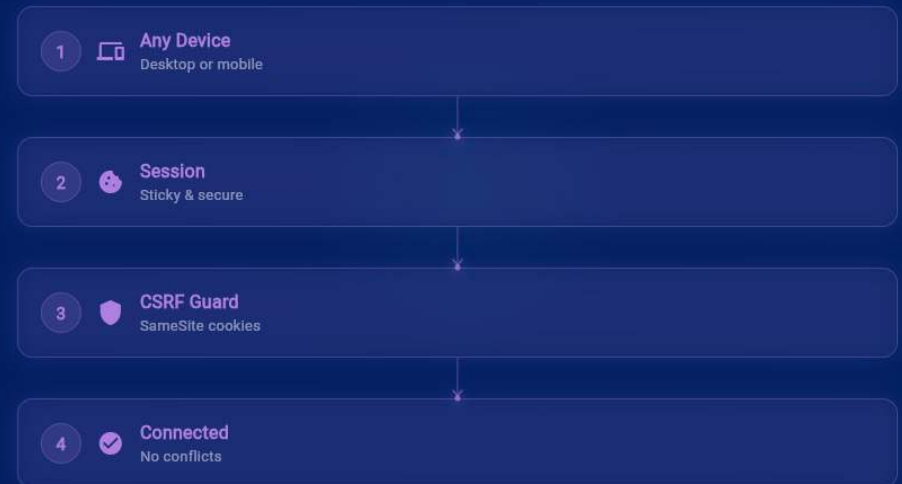 1
Any Device
Desktop or mobile
2
Session
Sticky & secure
3
CSRF Guard
SameSite cookies
4
Connected
No conflicts